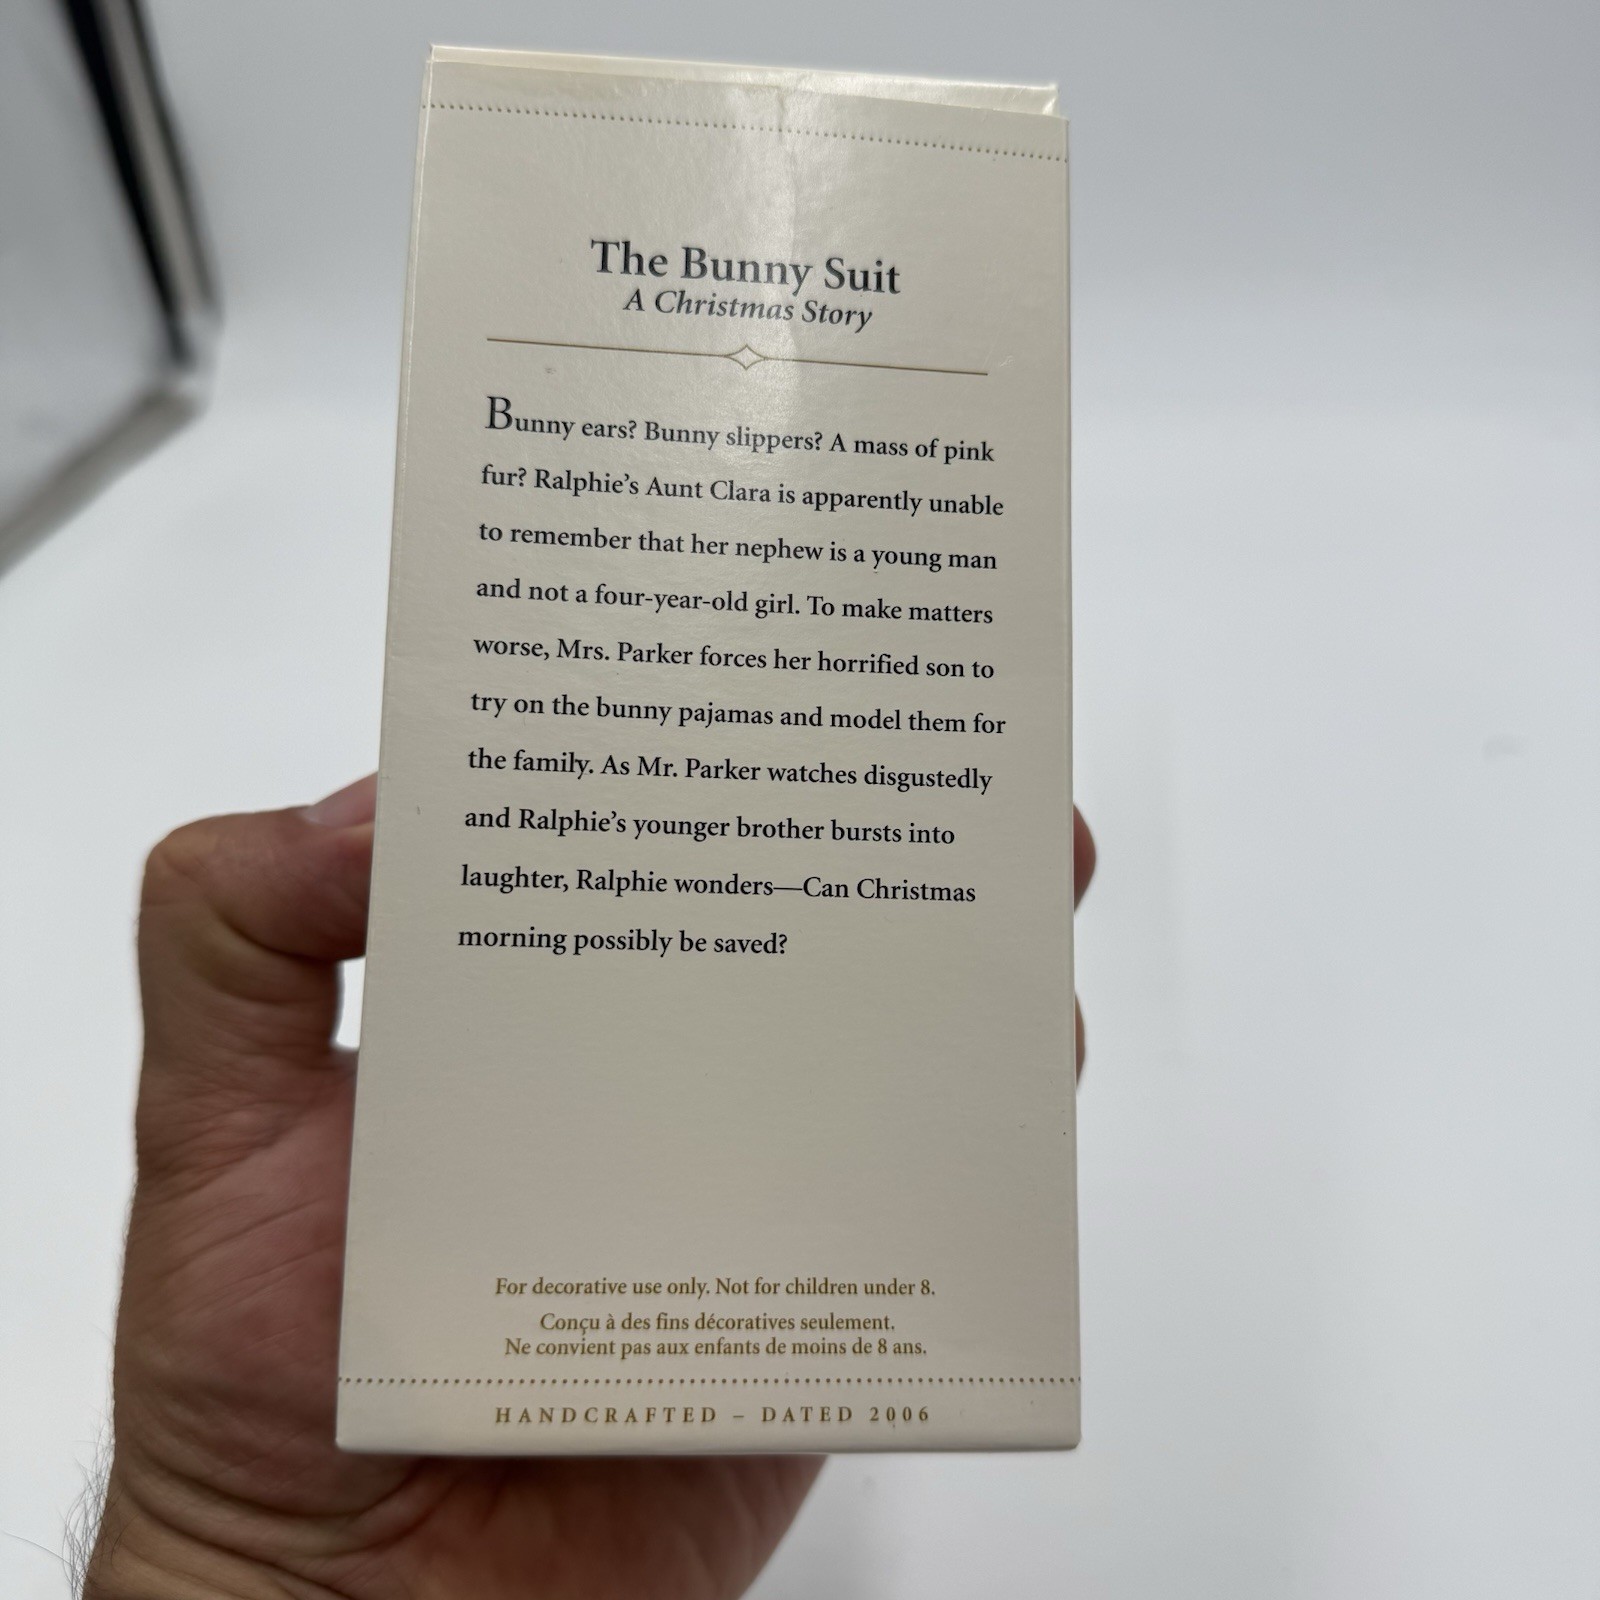 The Bunny Suit
A Christmas Story
Bunny ears? Bunny slippers? A mass of pink
fur? Ralphie’s Aunt Clara is apparently unable
to remember that her nephew is a young man
and not a four-year-old girl. To make matters
worse, Mrs. Parker forces her horrified son to
try on the bunny pajamas and model them for
the family. As Mr. Parker watches disgustedly
and Ralphie’s younger brother bursts into
laughter, Ralphie wonders—Can Christmas
morning possibly be saved?
For decorative use only. Not for children under 8.
Conçu à des fins décoratives seulement.
Ne convient pas aux enfants de moins de 8 ans.
HANDCRAFTED – DATED 2006